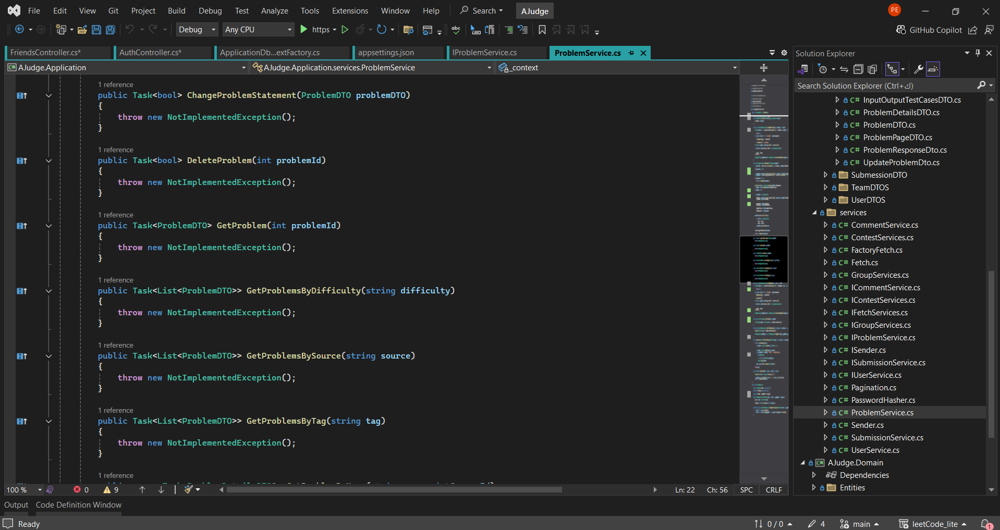 File Edit View Git Project Build Debug Test Analyze Tools Extensions Window Help Search AJudge PE
Debug Any CPU https abc GitHub Copilot
FriendsController.cs* AuthController.cs* ApplicationDb...extFactory.cs appsettings.json IProblemService.cs ProblemService.cs
AJudge.Application AJudge.Application.services.ProblemService _context
1 reference
public Task<bool> ChangeProblemStatement(ProblemDTO problemDTO)
{
throw new NotImplementedException();
}
1 reference
public Task<bool> DeleteProblem(int problemId)
{
throw new NotImplementedException();
}
1 reference
public Task<ProblemDTO> GetProblem(int problemId)
{
throw new NotImplementedException();
}
1 reference
public Task<List<ProblemDTO>> GetProblemsByDifficulty(string difficulty)
{
throw new NotImplementedException();
}
1 reference
public Task<List<ProblemDTO>> GetProblemsBySource(string source)
{
throw new NotImplementedException();
}
1 reference
public Task<List<ProblemDTO>> GetProblemsByTag(string tag)
{
throw new NotImplementedException();
}
1 reference
100 % 0 9 Ln: 22 Ch: 56 SPC CRLF
Solution Explorer
Search Solution Explorer (Ctrl+ك)
C# InputOutputTestCasesDTO.cs
C# ProblemDetailsDTO.cs
C# ProblemDTO.cs
C# ProblemPageDTO.cs
C# ProblemResponseDto.cs
C# UpdateProblemDto.cs
SubmessionDTO
TeamDTOS
UserDTOS
services
C# CommentService.cs
C# ContestServices.cs
C# FactoryFetch.cs
C# Fetch.cs
C# GroupServices.cs
C# ICommentService.cs
C# IContestServices.cs
C# IFetchServices.cs
C# IGroupServices.cs
C# IProblemService.cs
C# ISender.cs
C# ISubmissionService.cs
C# IUserService.cs
C# Pagination.cs
C# PasswordHasher.cs
C# ProblemService.cs
C# Sender.cs
C# SubmissionService.cs
C# UserService.cs
C# AJudge.Domain
Dependencies
Entities
Output Code Definition Window
Ready 0 / 0 4 main leetCode_lite 1